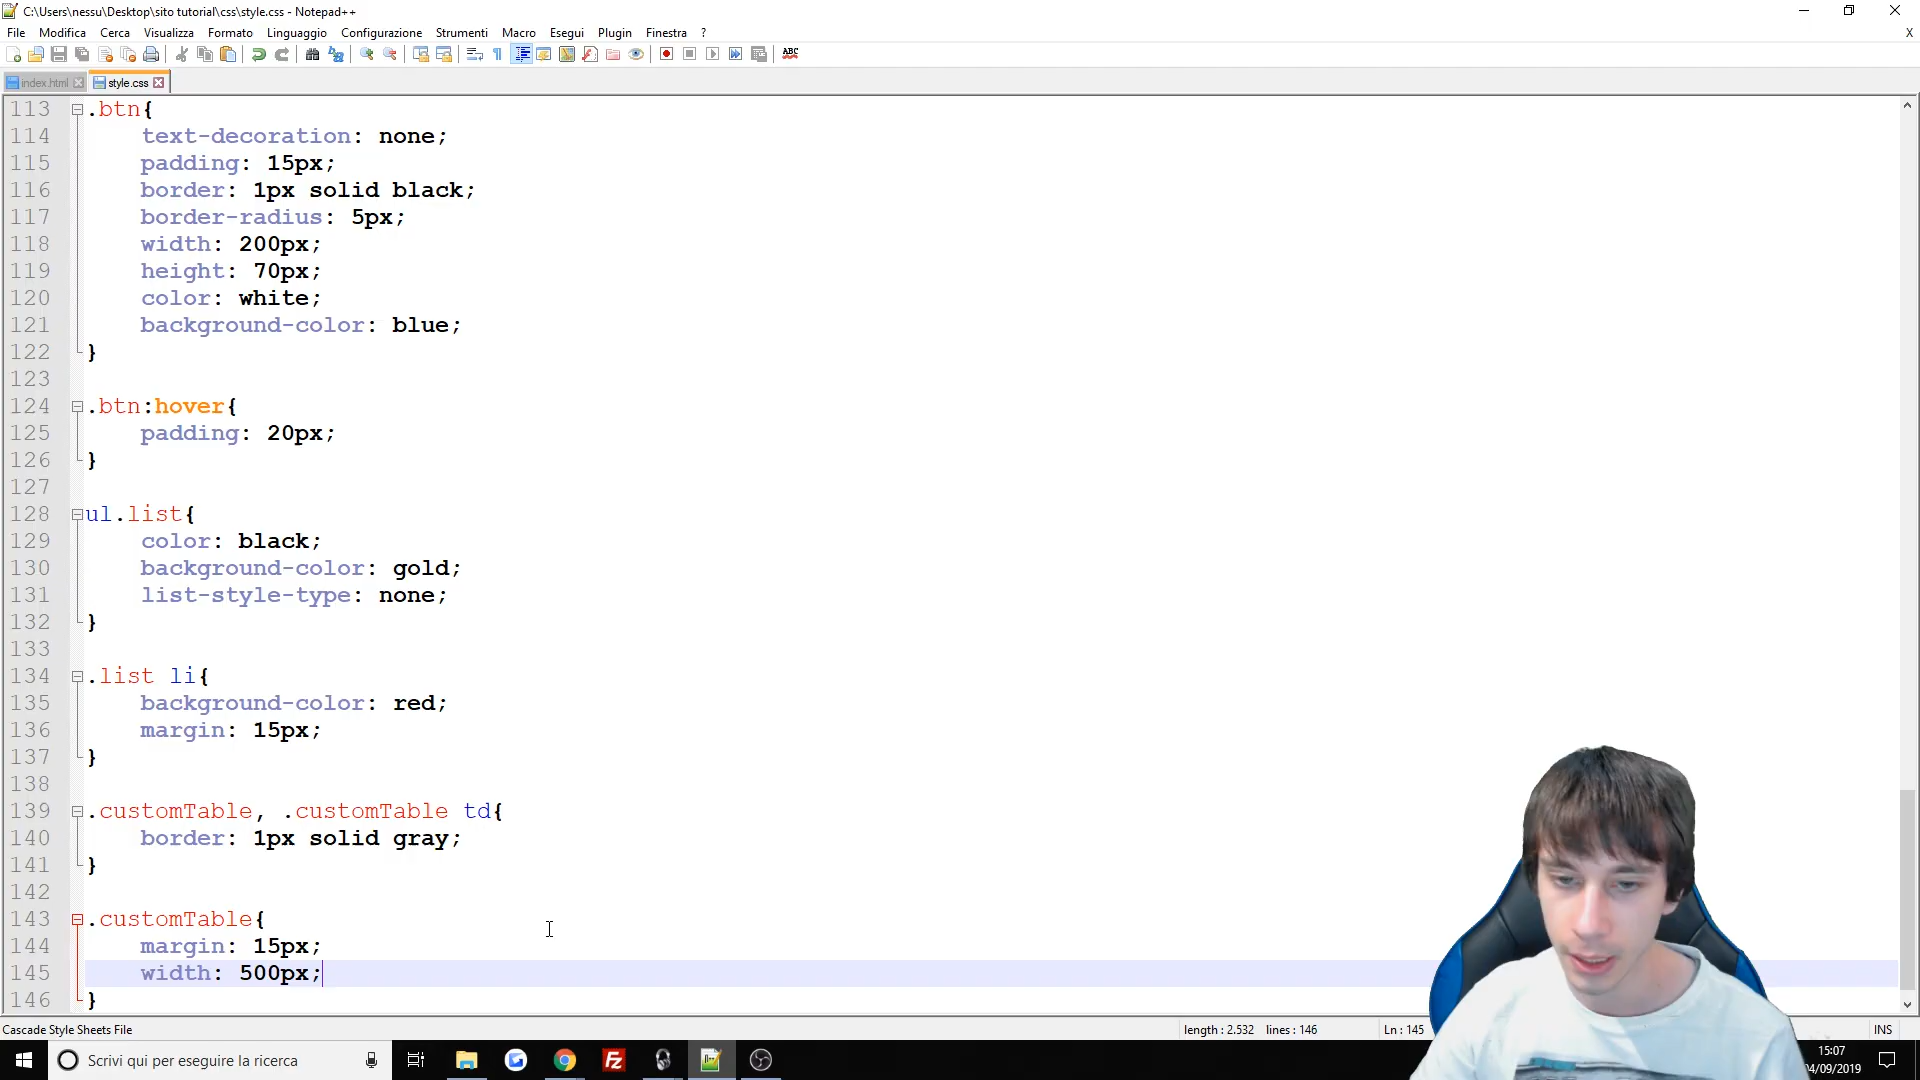 C:\Users\nessu\Desktop\sito tutorial\css\style.css - Notepad++
File Modifica Cerca Visualizza Formato Linguaggio Configurazione Strumenti Macro Esegui Plugin Finestra ? X
ABC
index.html style.css
113 .btn{
114 text-decoration: none;
115 padding: 15px;
116 border: 1px solid black;
117 border-radius: 5px;
118 width: 200px;
119 height: 70px;
120 color: white;
121 background-color: blue;
122 }
123
124 .btn:hover{
125 padding: 20px;
126 }
127
128 ul.list{
129 color: black;
130 background-color: gold;
131 list-style-type: none;
132 }
133
134 .list li{
135 background-color: red;
136 margin: 15px;
137 }
138
139 .customTable, .customTable td{
140 border: 1px solid gray;
141 }
142
143 .customTable{
144 margin: 15px;
145 width: 500px;
146 }
Cascade Style Sheets File length : 2.532 lines : 146 Ln : 145 INS
Scrivi qui per eseguire la ricerca
15:07
4/09/2019